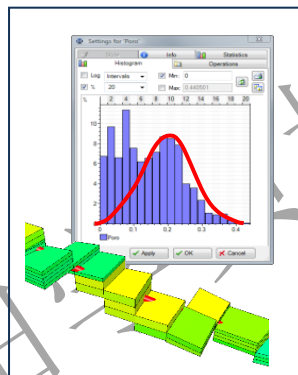 Settings for 'Poro'
Style Info Statistics
Histogram Operations
Log Intervals Min: 0
% 20 Max: 0.440501
% 2 4 6 8 10 12 14 16 18 20
10
8
6
4
2
0
0 0.1 0.2 0.3 0.4
Poro
Apply OK Cancel